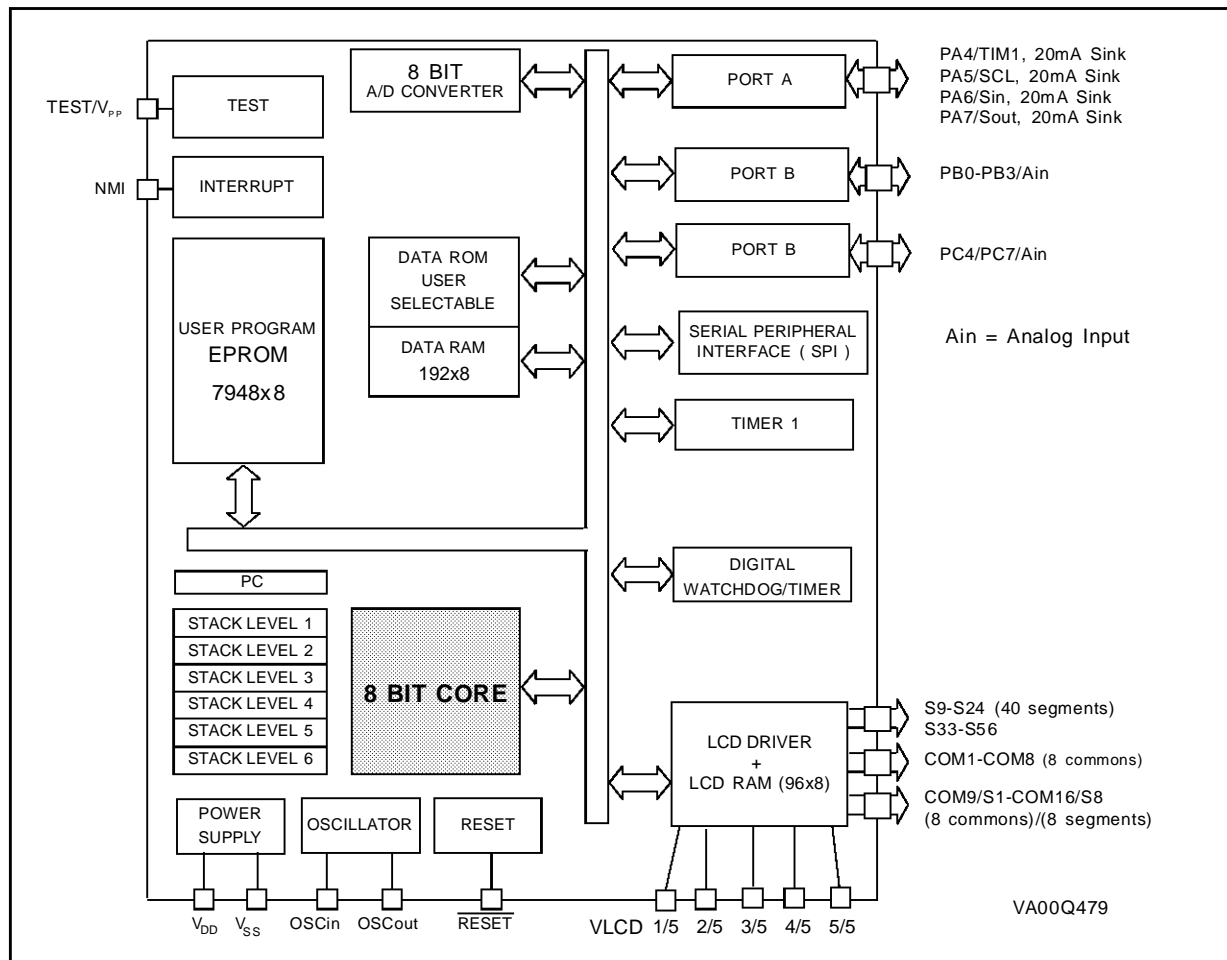 TEST/VPP
NMI
TEST
INTERRUPT
USER PROGRAM
EPROM
7948x8
PC
STACK LEVEL 1
STACK LEVEL 2
STACK LEVEL 3
STACK LEVEL 4
STACK LEVEL 5
STACK LEVEL 6
POWER
SUPPLY
OSCILLATOR
RESET
8 BIT
A/D CONVERTER
DATA ROM
USER
SELECTABLE
DATA RAM
192x8
8 BIT CORE
PORT A
PORT B
PORT B
SERIAL PERIPHERAL
INTERFACE ( SPI )
TIMER 1
DIGITAL
WATCHDOG/TIMER
LCD DRIVER
+
LCD RAM (96x8)
PA4/TIM1, 20mA Sink
PA5/SCL, 20mA Sink
PA6/Sin, 20mA Sink
PA7/Sout, 20mA Sink
PB0-PB3/Ain
PC4/PC7/Ain
Ain = Analog Input
S9-S24 (40 segments)
S33-S56
COM1-COM8 (8 commons)
COM9/S1-COM16/S8
(8 commons)/(8 segments)
VDD VSS OSCin OSCout RESET VLCD 1/5 2/5 3/5 4/5 5/5
VA00Q479